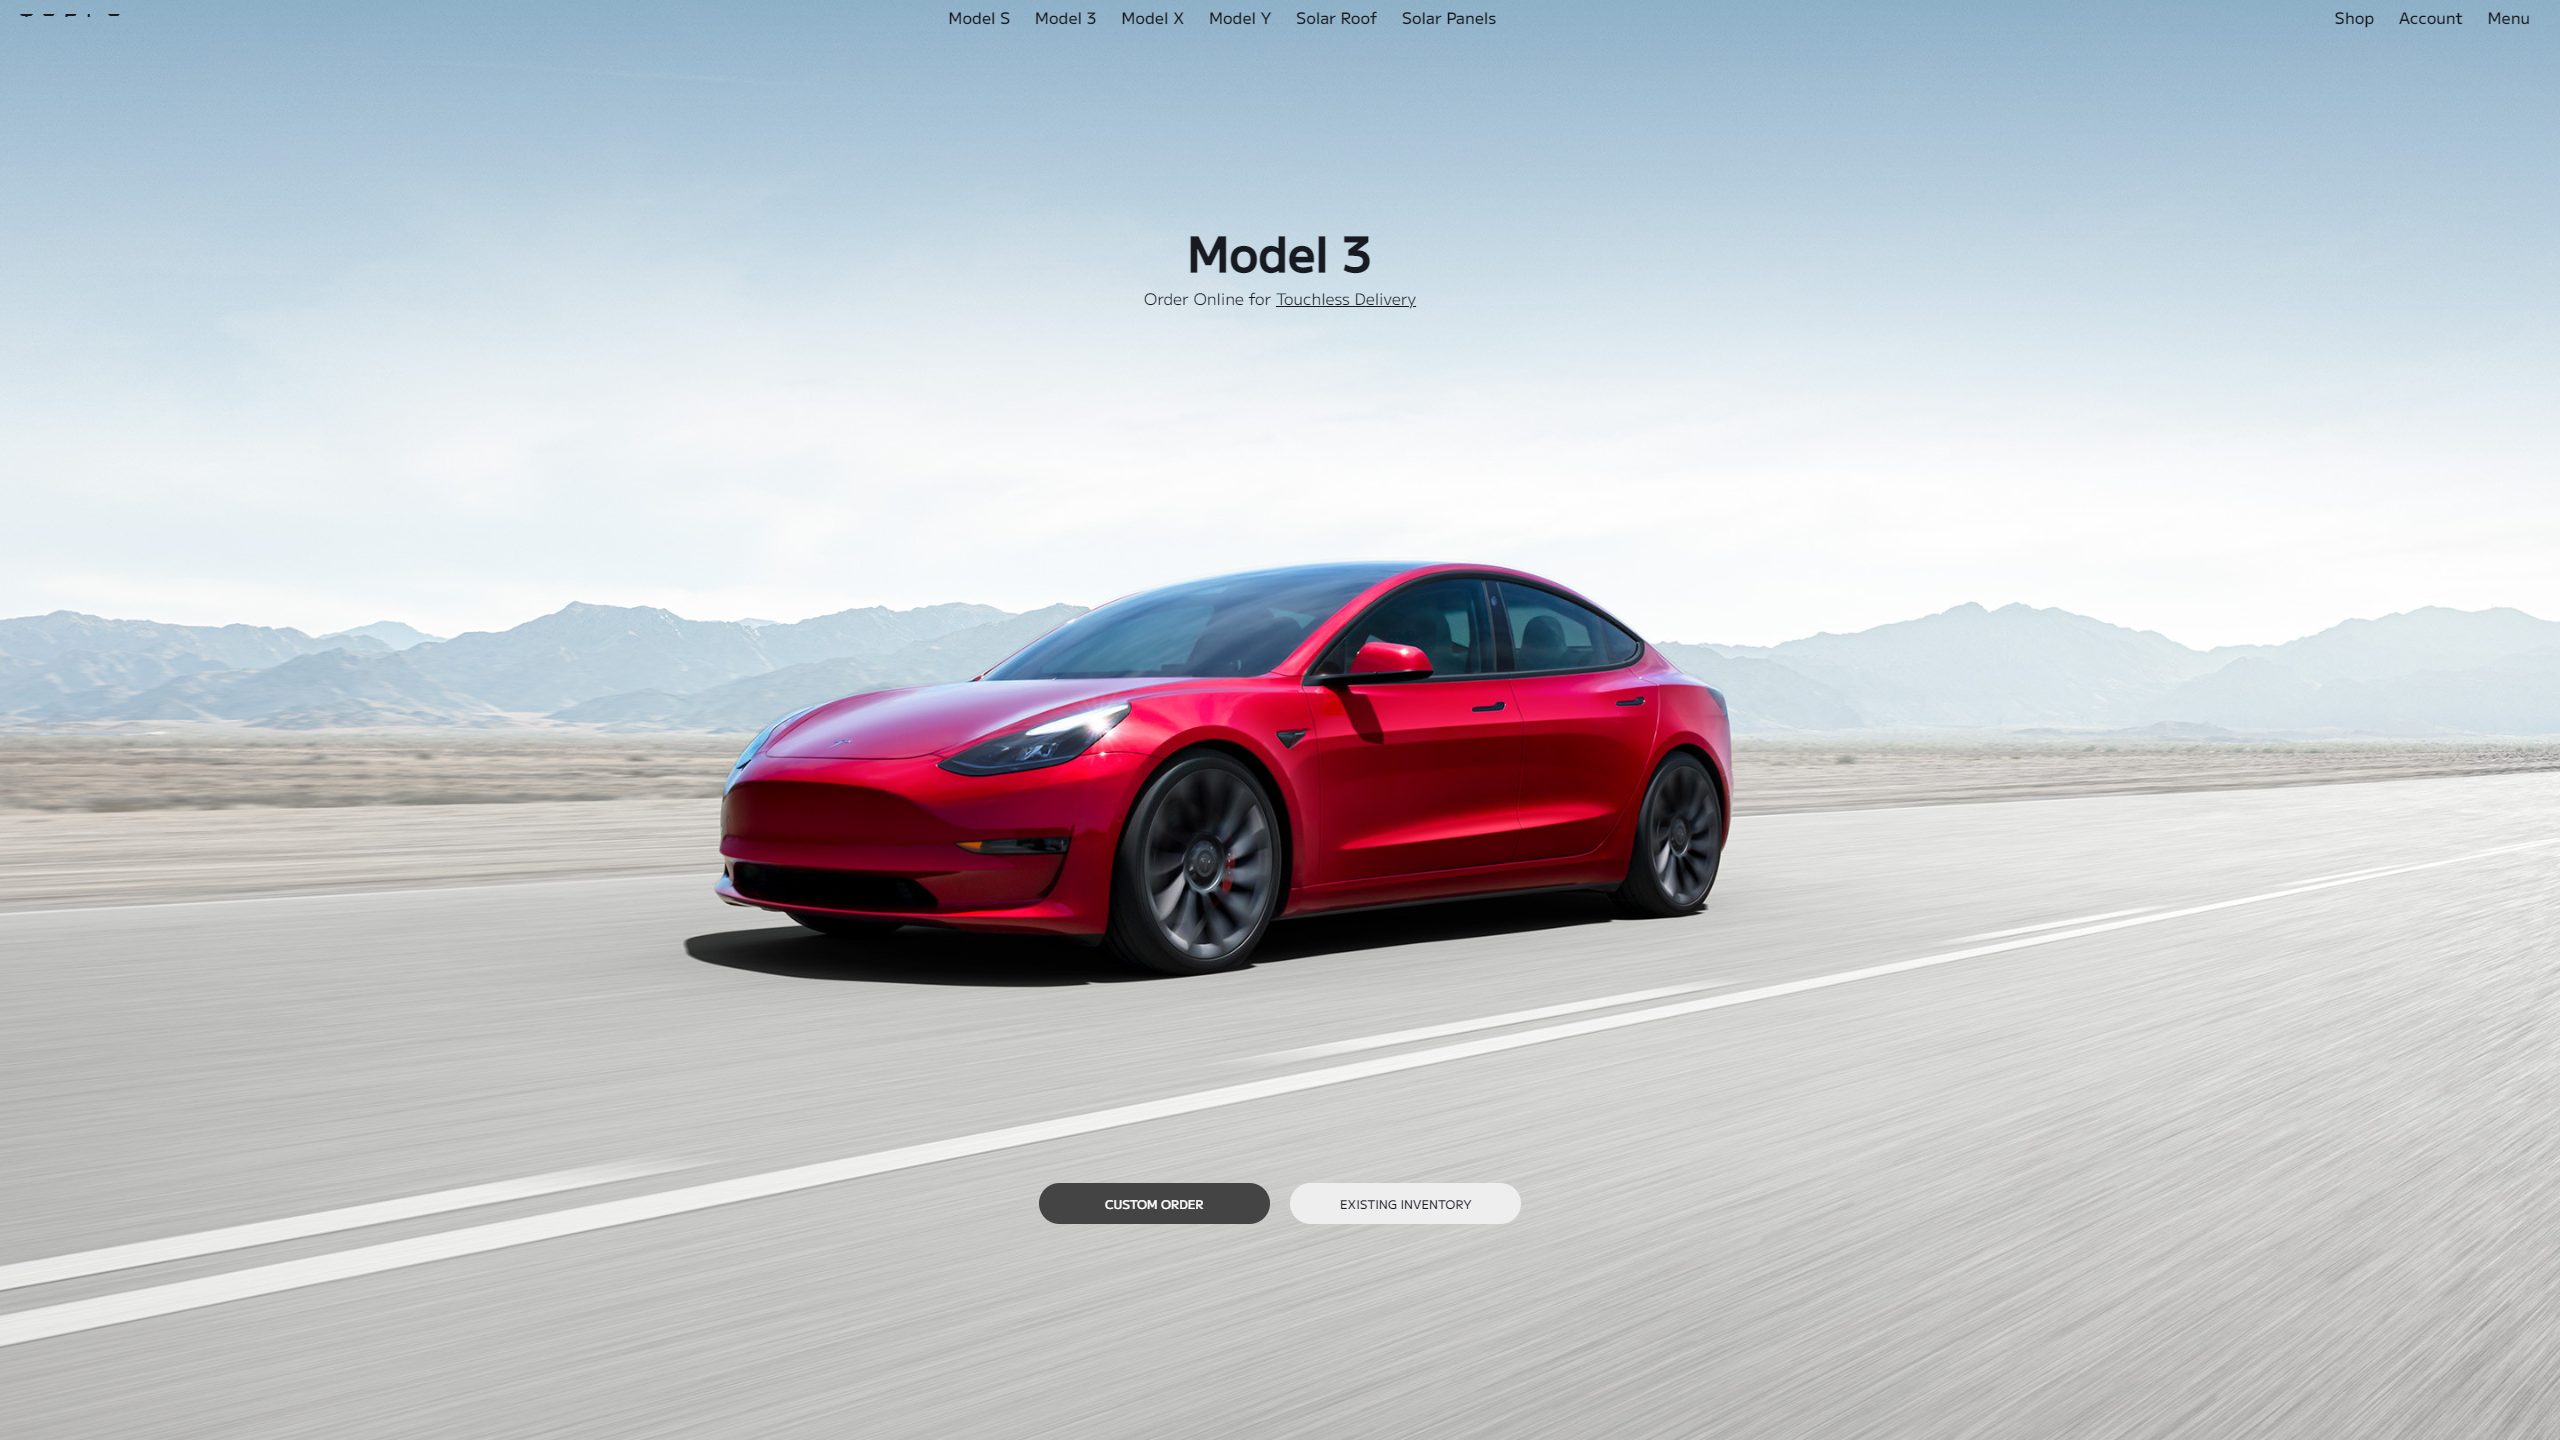 Model S Model 3 Model X Model Y Solar Roof Solar Panels
Shop Account Menu
Model 3
Order Online for Touchless Delivery
CUSTOM ORDER
EXISTING INVENTORY